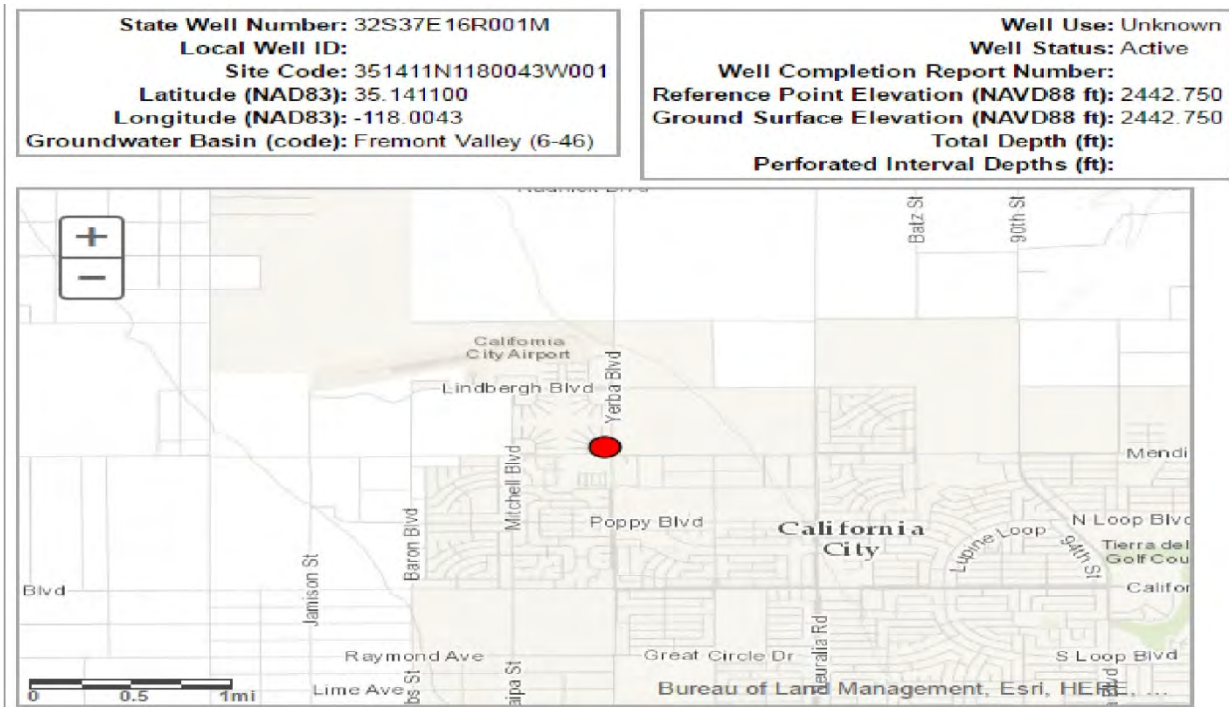 State Well Number: 32S37E16R001M
Local Well ID:
Site Code: 351411N1180043W001
Latitude (NAD83): 35.141100
Longitude (NAD83): -118.0043
Groundwater Basin (code): Fremont Valley (6-46)
Well Use: Unknown
Well Status: Active
Well Completion Report Number:
Reference Point Elevation (NAVD88 ft): 2442.750
Ground Surface Elevation (NAVD88 ft): 2442.750
Total Depth (ft):
Perforated Interval Depths (ft):
+
−
Batz St
90th St
California
City Airport
Lindbergh Blvd
Yerba Blvd
Mendi
Mitchell Blvd
Baron Blvd
Poppy Blvd
California
City
Lupine Loop
N Loop Blvd
94th St
Tierra del
Golf Cou
Blvd
Jamison St
Califor
Raymond Ave
Great Circle Dr
S Loop Blvd
0 0.5 1mi
Lime Ave
bs St
aipa St
Neuralia Rd
Bureau of Land Management, Esri, HERE, ...